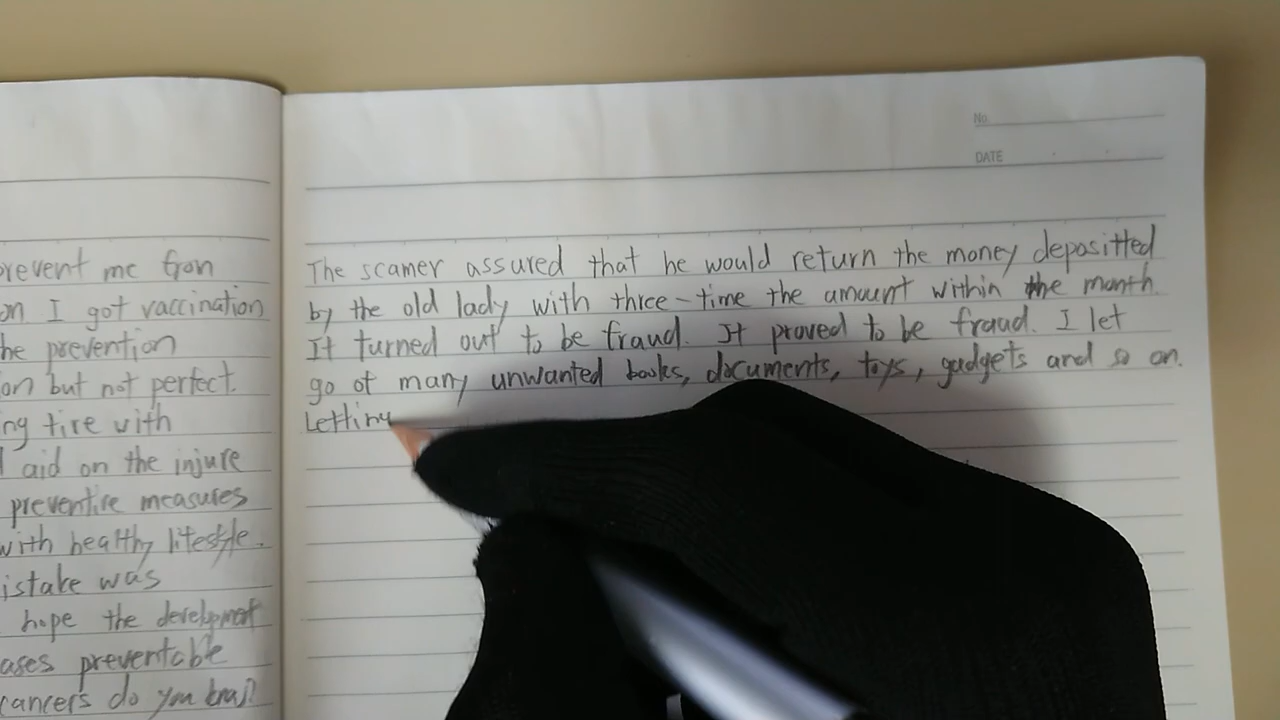 revent me from
on I got vaccination
he prevention
on but not perfect.
ng tire with
aid on the injure
preventive measures
with healthy lifestyle.
istake was
hope the development
ases preventable
cancers do you know?
No.
DATE
The scamer assured that he would return the money depositted
by the old lady with three-time the amount within the month
It turned out to be fraud. It proved to be fraud. I let
go of many unwanted books, documents, toys, gadgets and so on.
Letting